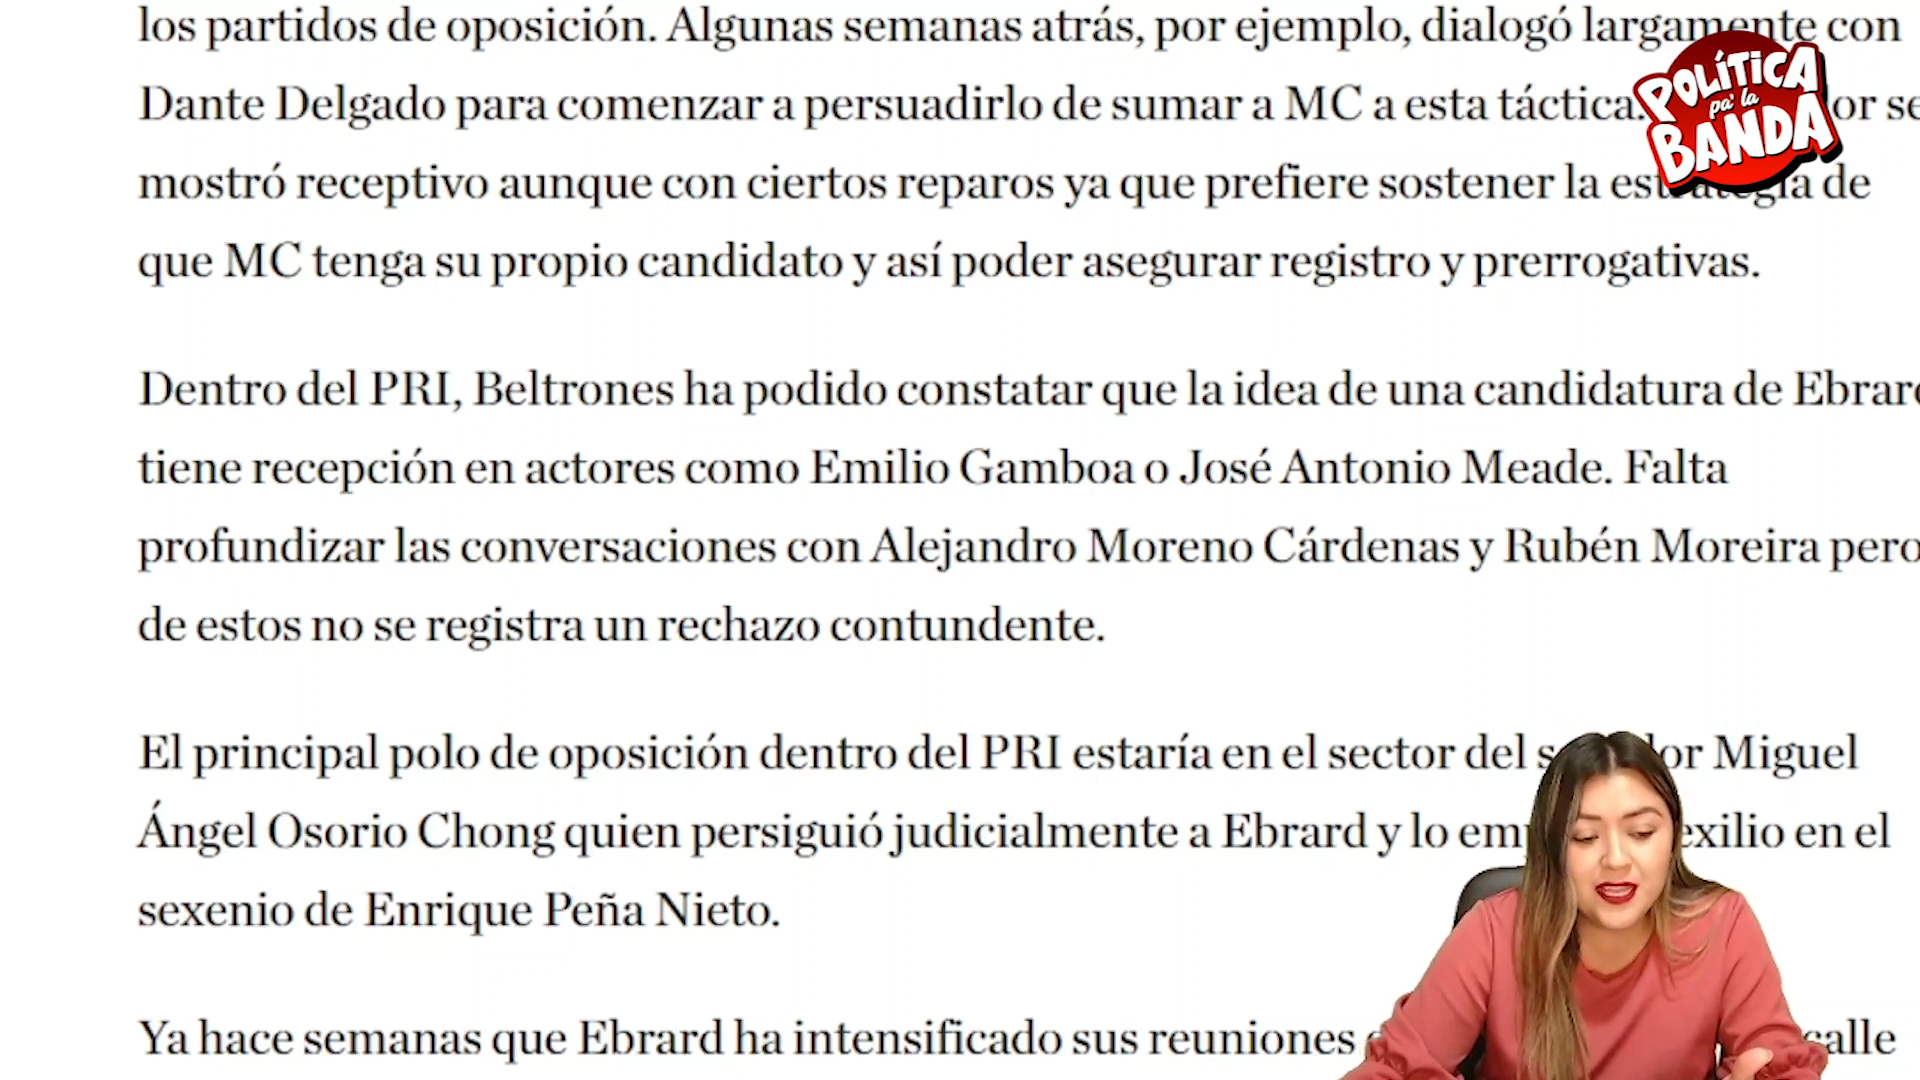 los partidos de oposición. Algunas semanas atrás, por ejemplo, dialogó largamente con
POLÍTICA
pa' la
BANDA
Dante Delgado para comenzar a persuadirlo de sumar a MC a esta táctica. se
mostró receptivo aunque con ciertos reparos ya que prefiere sostener la estrategia de
que MC tenga su propio candidato y así poder asegurar registro y prerrogativas.
Dentro del PRI, Beltrones ha podido constatar que la idea de una candidatura de Ebrard
tiene recepción en actores como Emilio Gamboa o José Antonio Meade. Falta
profundizar las conversaciones con Alejandro Moreno Cárdenas y Rubén Moreira pero
de estos no se registra un rechazo contundente.
El principal polo de oposición dentro del PRI estaría en el sector del Miguel
Ángel Osorio Chong quien persiguió judicialmente a Ebrard y lo exilio en el
sexenio de Enrique Peña Nieto.
Ya hace semanas que Ebrard ha intensificado sus reuniones calle